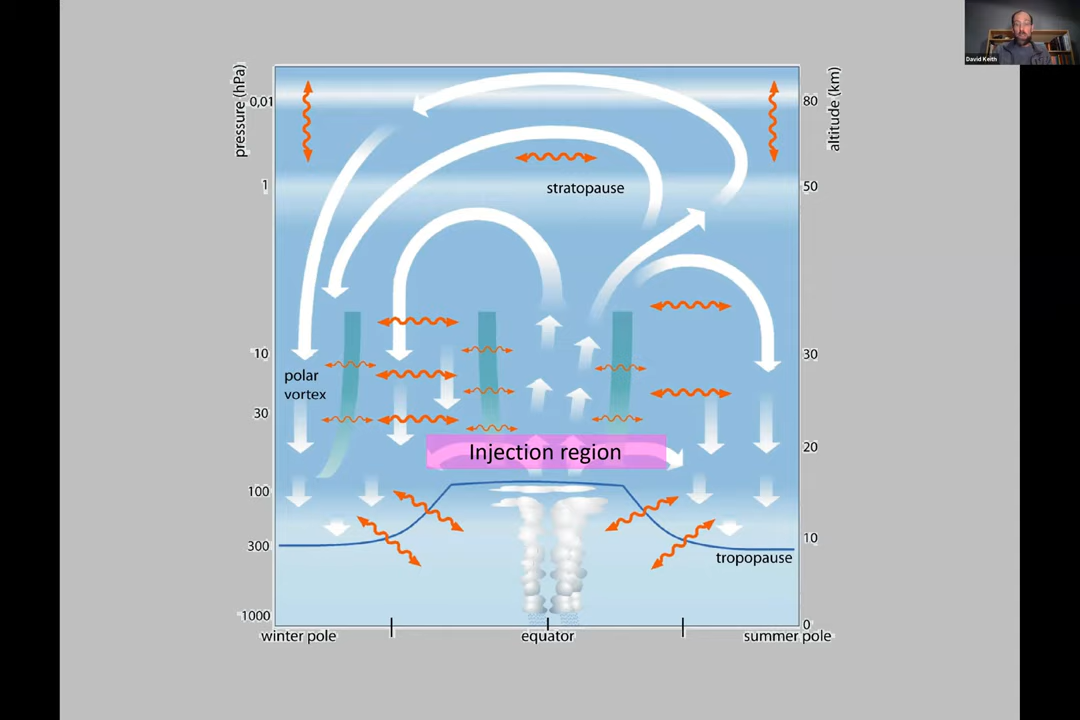 David Keith
pressure (hPa)
altitude (km)
0,01
80
1
stratopause
50
10
30
polar
vortex
30
20
Injection region
100
300
10
tropopause
1000
0
winter pole
equator
summer pole